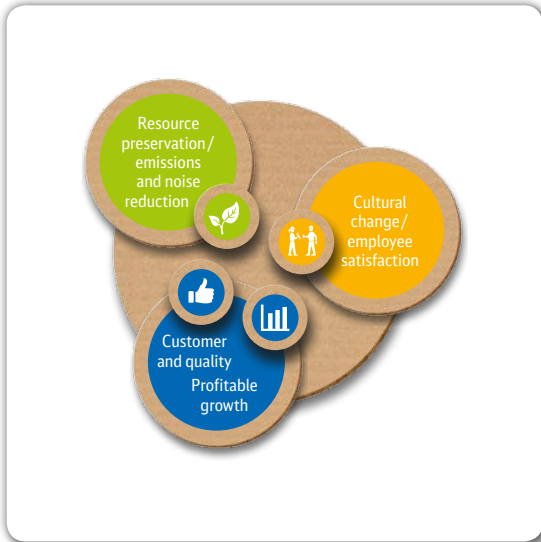 Resource
preservation/
emissions
and noise
reduction
Cultural
change/
employee
satisfaction
Customer
and quality
Profitable
growth